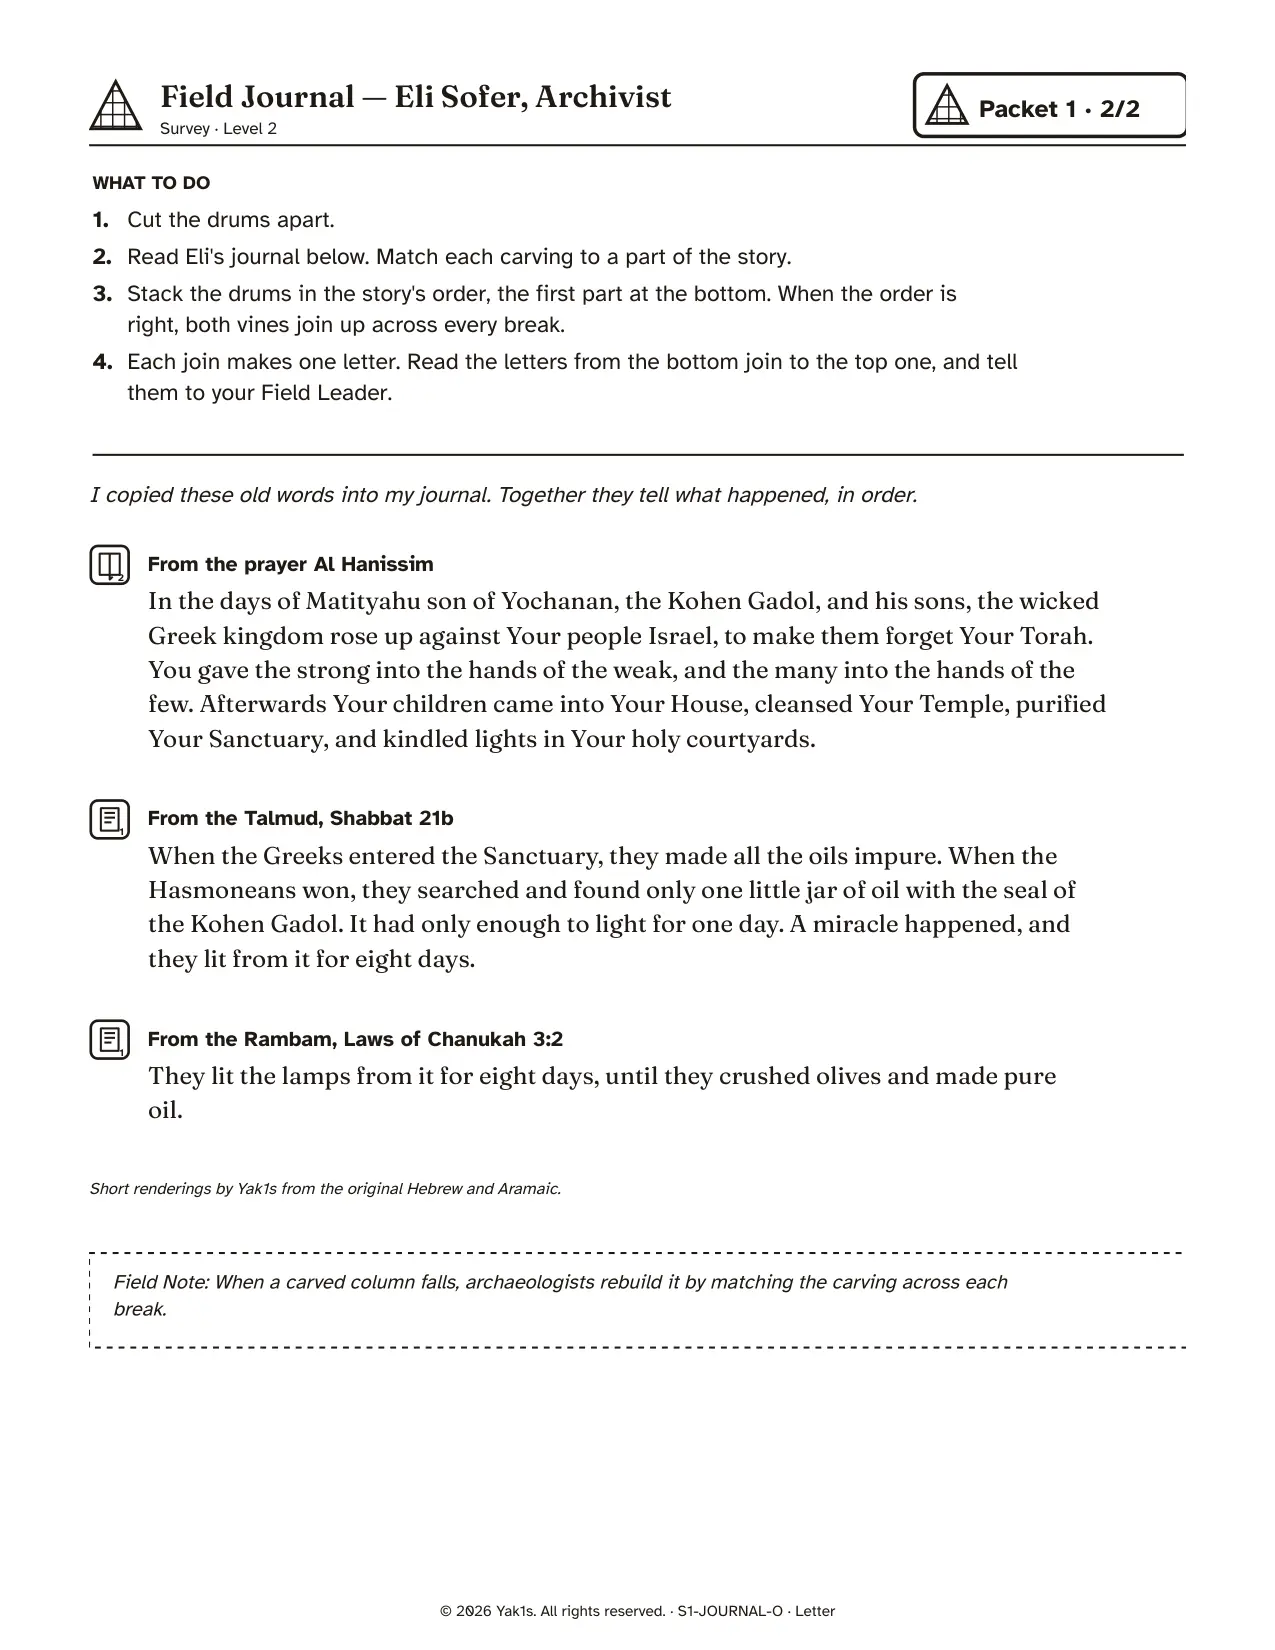 Field Journal — Eli Sofer, Archivist
Survey · Level 2
Packet 1 · 2/2
WHAT TO DO
1. Cut the drums apart.
2. Read Eli's journal below. Match each carving to a part of the story.
3. Stack the drums in the story's order, the first part at the bottom. When the order is
right, both vines join up across every break.
4. Each join makes one letter. Read the letters from the bottom join to the top one, and tell
them to your Field Leader.
I copied these old words into my journal. Together they tell what happened, in order.
2
From the prayer Al Hanissim
In the days of Matityahu son of Yochanan, the Kohen Gadol, and his sons, the wicked
Greek kingdom rose up against Your people Israel, to make them forget Your Torah.
You gave the strong into the hands of the weak, and the many into the hands of the
few. Afterwards Your children came into Your House, cleansed Your Temple, purified
Your Sanctuary, and kindled lights in Your holy courtyards.
1
From the Talmud, Shabbat 21b
When the Greeks entered the Sanctuary, they made all the oils impure. When the
Hasmoneans won, they searched and found only one little jar of oil with the seal of
the Kohen Gadol. It had only enough to light for one day. A miracle happened, and
they lit from it for eight days.
1
From the Rambam, Laws of Chanukah 3:2
They lit the lamps from it for eight days, until they crushed olives and made pure
oil.
Short renderings by Yak1s from the original Hebrew and Aramaic.
Field Note: When a carved column falls, archaeologists rebuild it by matching the carving across each
break.
© 2026 Yak1s. All rights reserved. · S1-JOURNAL-O · Letter